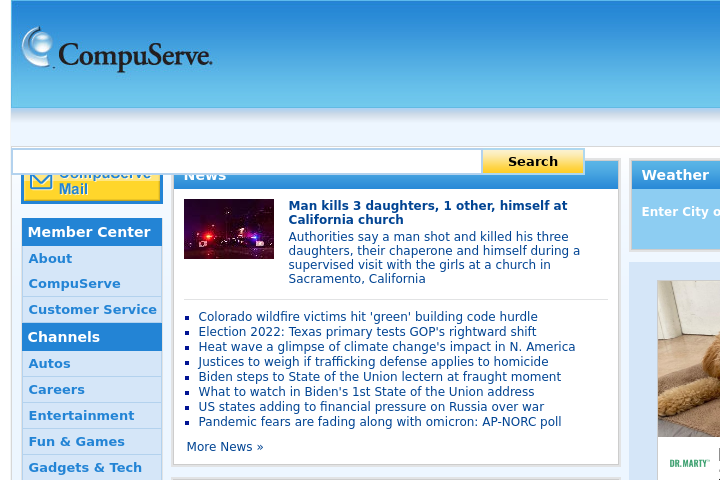 CompuServe.
Search
CompuServe
Mail
News
Weather
Man kills 3 daughters, 1 other, himself at
California church
Authorities say a man shot and killed his three
daughters, their chaperone and himself during a
supervised visit with the girls at a church in
Sacramento, California
Enter City o
Member Center
About
CompuServe
Customer Service
Channels
Autos
Careers
Entertainment
Fun & Games
Gadgets & Tech
Colorado wildfire victims hit 'green' building code hurdle
Election 2022: Texas primary tests GOP's rightward shift
Heat wave a glimpse of climate change's impact in N. America
Justices to weigh if trafficking defense applies to homicide
Biden steps to State of the Union lectern at fraught moment
What to watch in Biden's 1st State of the Union address
US states adding to financial pressure on Russia over war
Pandemic fears are fading along with omicron: AP-NORC poll
More News »
DR.MARTY